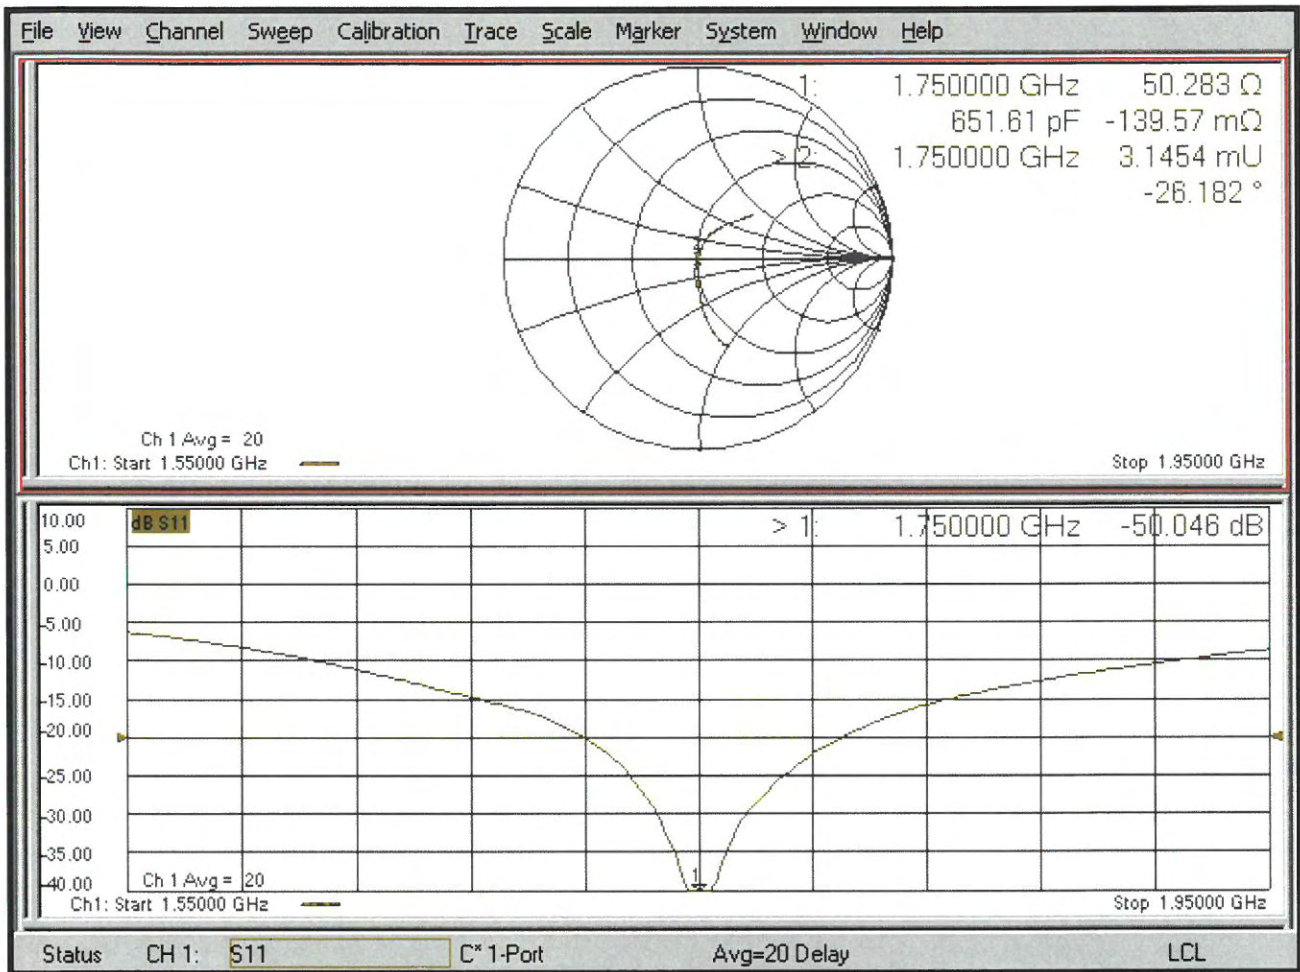 File View Channel Sweep Calibration Trace Scale Marker System Window Help
1: 1.750000 GHz 50.283 Ω
651.61 pF -139.57 mΩ
> 2: 1.750000 GHz 3.1454 mU
-26.182 °
Ch 1 Avg = 20
Ch1: Start 1.55000 GHz
Stop 1.95000 GHz
10.00
dB S11
> 1: 1.750000 GHz -50.046 dB
5.00
0.00
-5.00
-10.00
-15.00
-20.00
-25.00
-30.00
-35.00
-40.00
1
Ch 1 Avg = 20
Ch1: Start 1.55000 GHz
Stop 1.95000 GHz
Status CH 1: S11 C* 1-Port Avg=20 Delay LCL